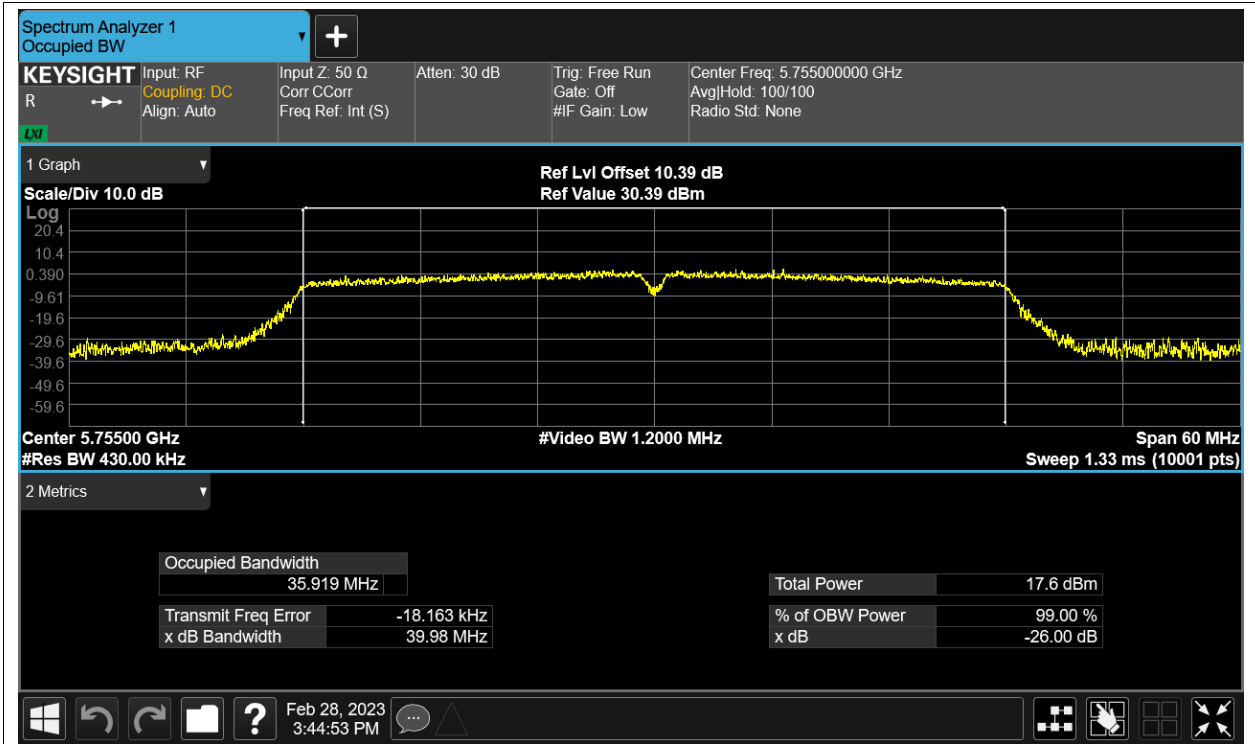 Spectrum Analyzer 1
Occupied BW
KEYSIGHT
R
LXI
Input: RF
Coupling: DC
Align: Auto
Input Z: 50 Ω
Corr CCorr
Freq Ref: Int (S)
Atten: 30 dB
Trig: Free Run
Gate: Off
#IF Gain: Low
Center Freq: 5.755000000 GHz
Avg|Hold: 100/100
Radio Std: None
1 Graph
Scale/Div 10.0 dB
Ref Lvl Offset 10.39 dB
Ref Value 30.39 dBm
Log
20.4
10.4
0.390
-9.61
-19.6
-29.6
-39.6
-49.6
-59.6
Center 5.75500 GHz
#Video BW 1.2000 MHz
Span 60 MHz
#Res BW 430.00 kHz
Sweep 1.33 ms (10001 pts)
2 Metrics
Occupied Bandwidth
35.919 MHz
Total Power 17.6 dBm
Transmit Freq Error -18.163 kHz
% of OBW Power 99.00 %
x dB Bandwidth 39.98 MHz
x dB -26.00 dB
?
Feb 28, 2023
3:44:53 PM